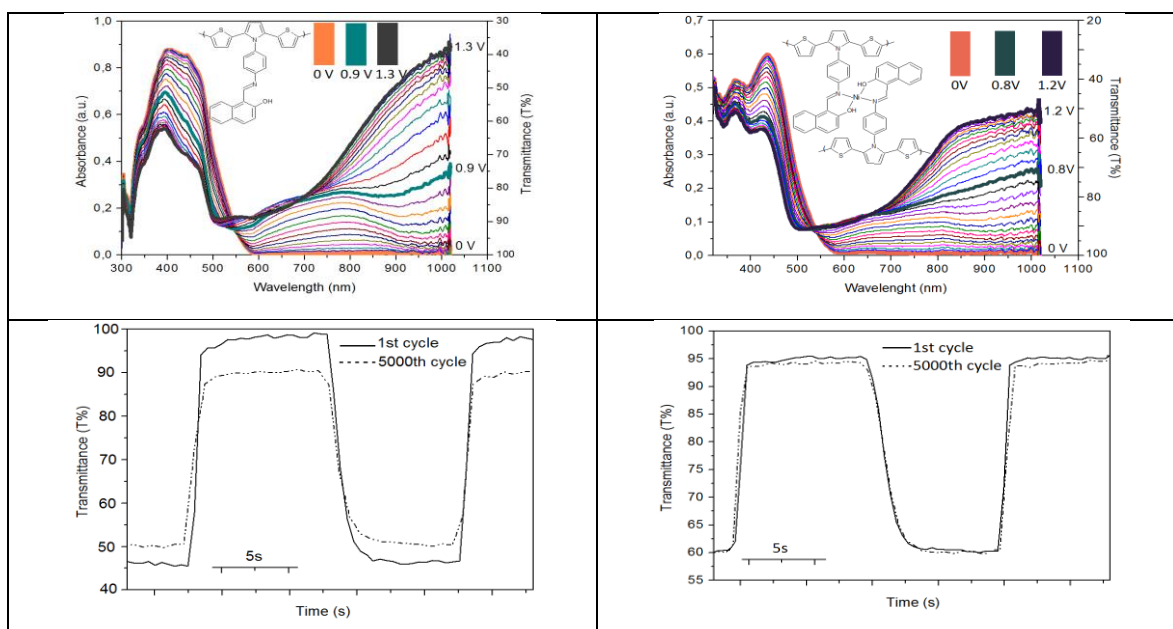 1,0
0,8
0,6
0,4
0,2
0,0
Absorbance (a.u.)
300 400 500 600 700 800 900 1000 1100
Wavelength (nm)
30
40
50
60
70
80
90
100
Transmittance (T%)
N
N
OH
S
S
0 V 0.9 V 1.3 V
1.3 V
0.9 V
0 V
0,7
0,6
0,5
0,4
0,3
0,2
0,1
0,0
Absorbance (a.u.)
400 500 600 700 800 900 1000 1100
Wavelenght (nm)
20
30
40
50
60
70
80
90
100
Transmittance (T%)
S
N
S
HO
N
Ni
N
OH
S
N
S
0V 0.8V 1.2V
1.2 V
0.8V
0 V
100
90
80
70
60
50
40
Transmittance (T%)
1st cycle
5000th cycle
5s
Time (s)
100
95
90
85
80
75
70
65
60
55
Transmittance (T%)
1st cycle
5000th cycle
5s
Time (s)